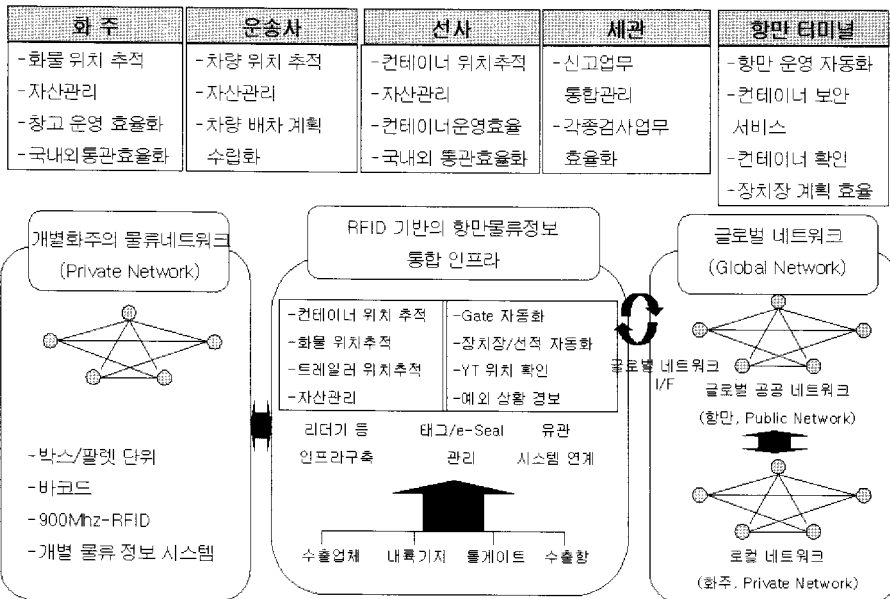 화 주
-화물 위치 추적
-자산관리
-창고 운영 효율화
-국내외통관효율화
운송사
-차량 위치 추적
-자산관리
-차량 배차 계획
수립화
선사
-컨테이너 위치추적
-자산관리
-컨테이너운영효율
-국내외 통관효율화
세관
-신고업무
통합관리
-각종검사업무
효율화
항만 터미널
-항만 운영 자동화
-컨테이너 보안
서비스
-컨테이너 확인
-장치장 계획 효율
개별화주의 물류네트워크
(Private Network)
-박스/팔렛 단위
-바코드
-900Mhz-RFID
-개별 물류 정보 시스템
RFID 기반의 항만물류정보
통합 인프라
-컨테이너 위치 추적
-화물 위치추적
-트레일러 위치추적
-자산관리
-Gate 자동화
-장치장/선적 자동화
-YT 위치 확인
-예외 상황 경보
리더기 등
인프라구축
태그/e-Seal
관리
유관
시스템 연계
수출업체
내륙기지
톨게이트
수출항
글로벌 네트워크
I/F
글로벌 네트워크
(Global Network)
글로벌 공공 네트워크
(항만, Public Network)
로컬 네트워크
(화주, Private Network)